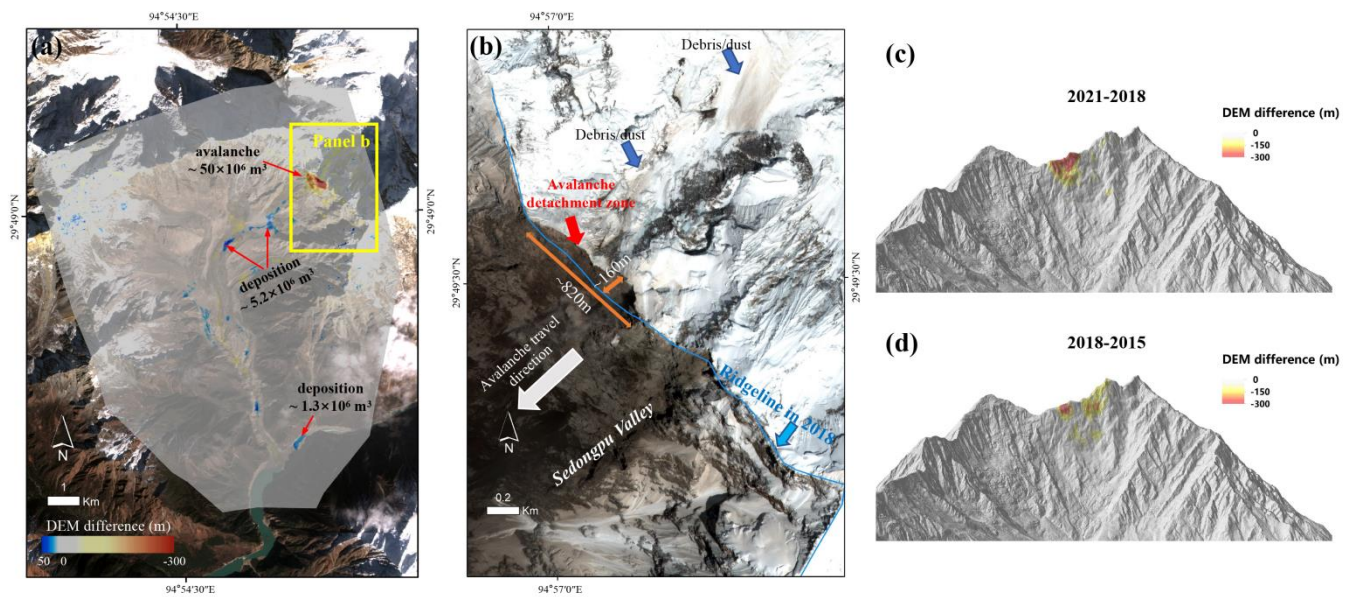 94°54'30"E
(a)
Panel b
avalanche
~ 50×10⁶ m³
29°49'0"N
29°49'0"N
deposition
~ 5.2×10⁶ m³
deposition
~ 1.3×10⁶ m³
N
1
Km
DEM difference (m)
50 0 -300
94°54'30"E
94°57'0"E
(b)
Debris/dust
Debris/dust
Avalanche
detachment zone
~160m
~820m
29°49'30"N
29°49'30"N
Avalanche travel
direction
Ridgeline in 2018
N
Sedongpu Valley
0.2
Km
94°57'0"E
(c)
2021-2018
DEM difference (m)
0
-150
-300
(d)
2018-2015
DEM difference (m)
0
-150
-300